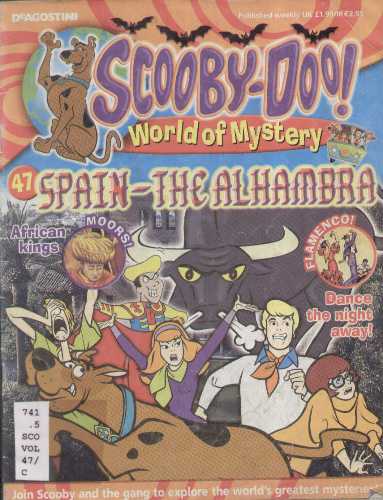 DEAGOSTINI
Published weekly UK £1.99/IR €2.95
SCOOBY-DOO!
World of Mystery
47
SPAIN-THE ALHAMBRA
African
kings
MOORS!
FLAMENCO!
Dance
the night
away!
741
.5
SCO
VOL
47/
C
Join Scooby and the gang to explore the world's greatest mysteries!